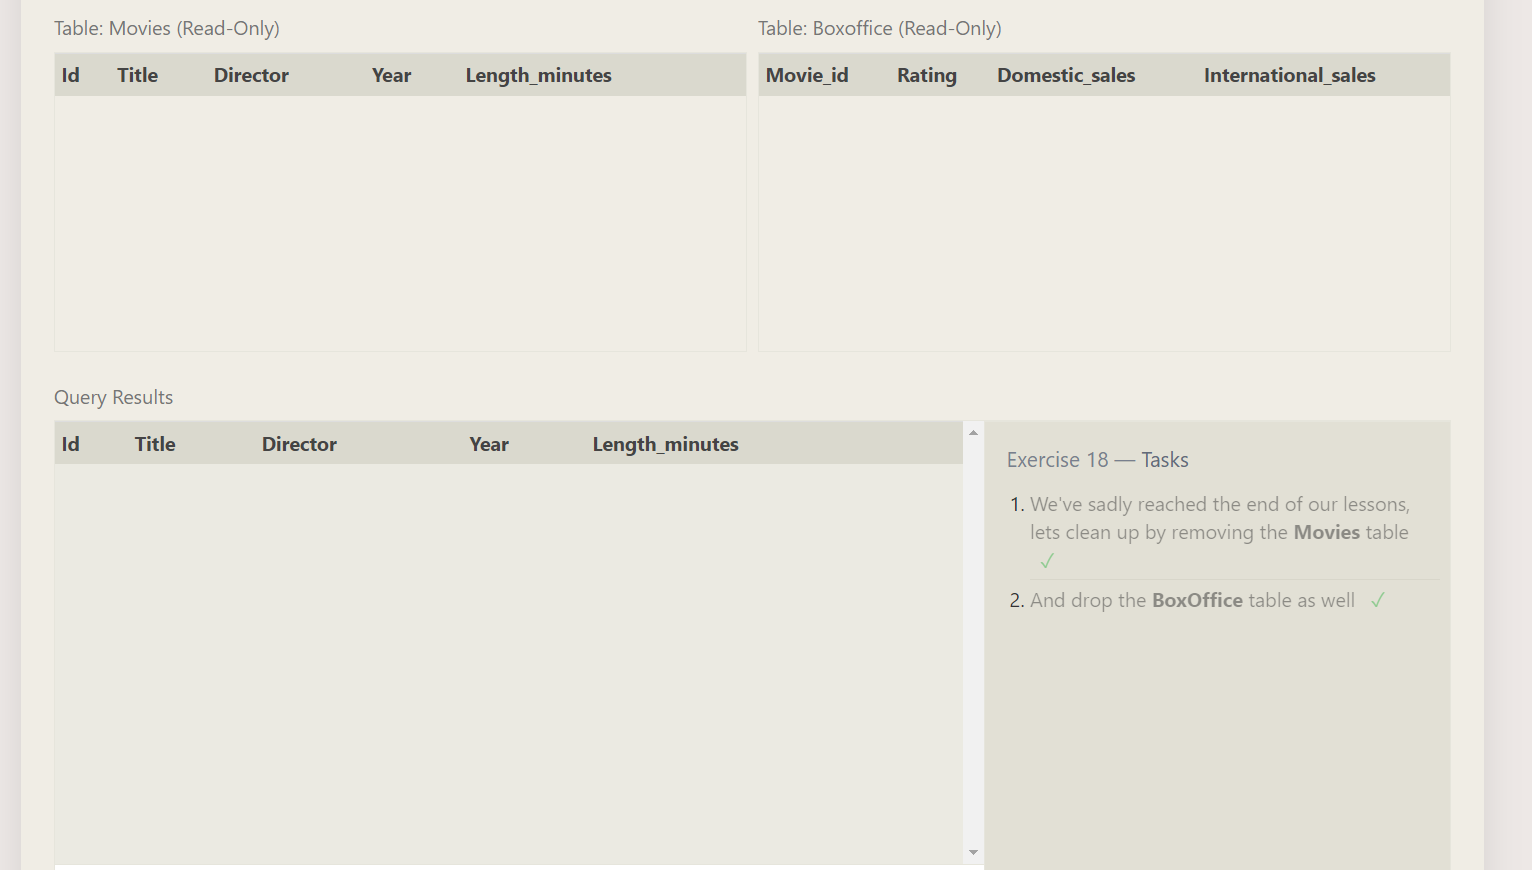 Table: Movies (Read-Only)
Id Title Director Year Length_minutes
Table: Boxoffice (Read-Only)
Movie_id Rating Domestic_sales International_sales
Query Results
Id Title Director Year Length_minutes
Exercise 18 — Tasks
1. We've sadly reached the end of our lessons,
lets clean up by removing the Movies table
✓
2. And drop the BoxOffice table as well ✓